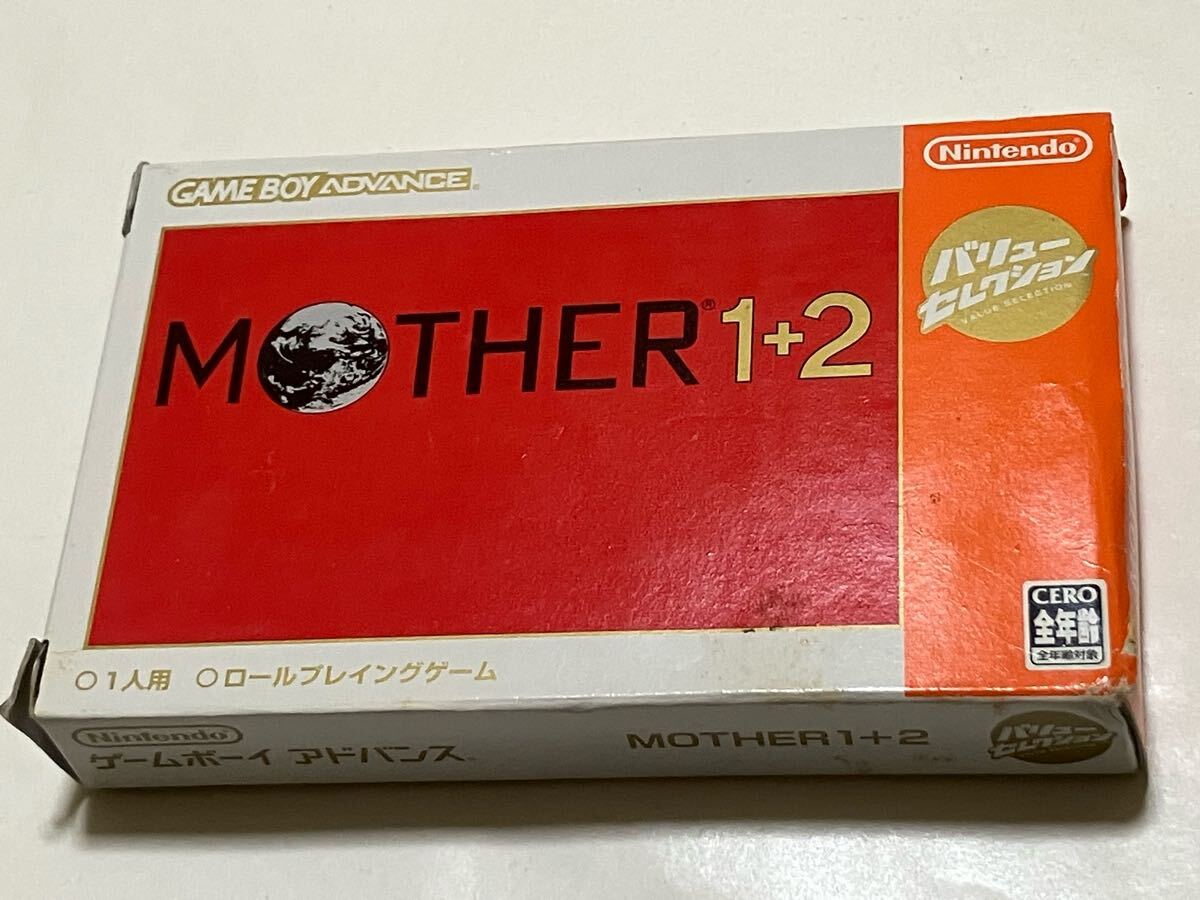 GAME BOY ADVANCE
Nintendo®
バリュー
セレクション
VALUE SELECTION
MOTHER® 1+2
CERO
全年齢
全年齢対象
○1人用 ○ロールプレイングゲーム
Nintendo
ゲームボーイ アドバンス
MOTHER 1+2
バリュー
セレクション